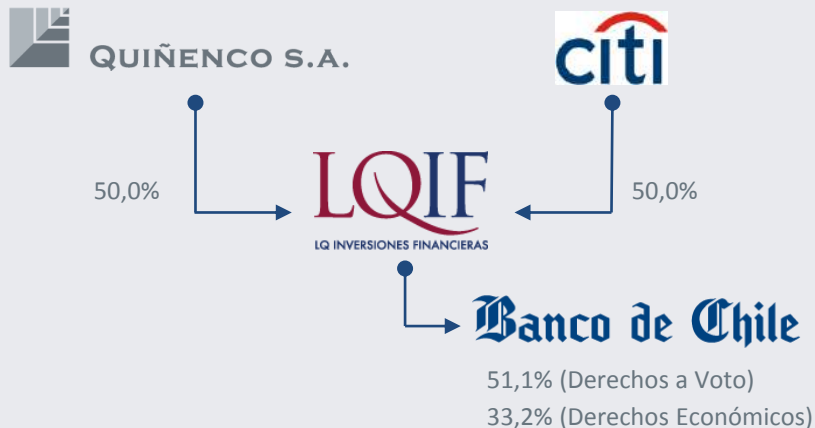 QUIÑENCO S.A.
citi
50,0%
50,0%
LQIF
LQ INVERSIONES FINANCIERAS
Banco de Chile
51,1% (Derechos a Voto)
33,2% (Derechos Económicos)